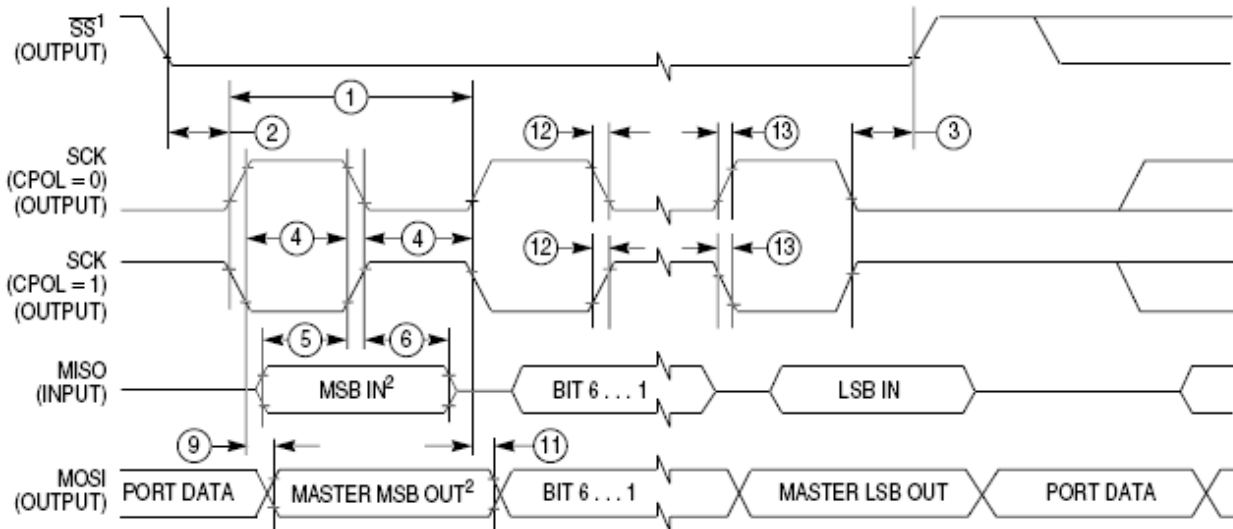 SS¹
(OUTPUT)
1
2
12
13
3
SCK
(CPOL = 0)
(OUTPUT)
4
4
SCK
(CPOL = 1)
(OUTPUT)
12
13
5
6
MISO
(INPUT)
MSB IN²
BIT 6 . . . 1
LSB IN
9
11
MOSI
(OUTPUT)
PORT DATA
MASTER MSB OUT²
BIT 6 . . . 1
MASTER LSB OUT
PORT DATA